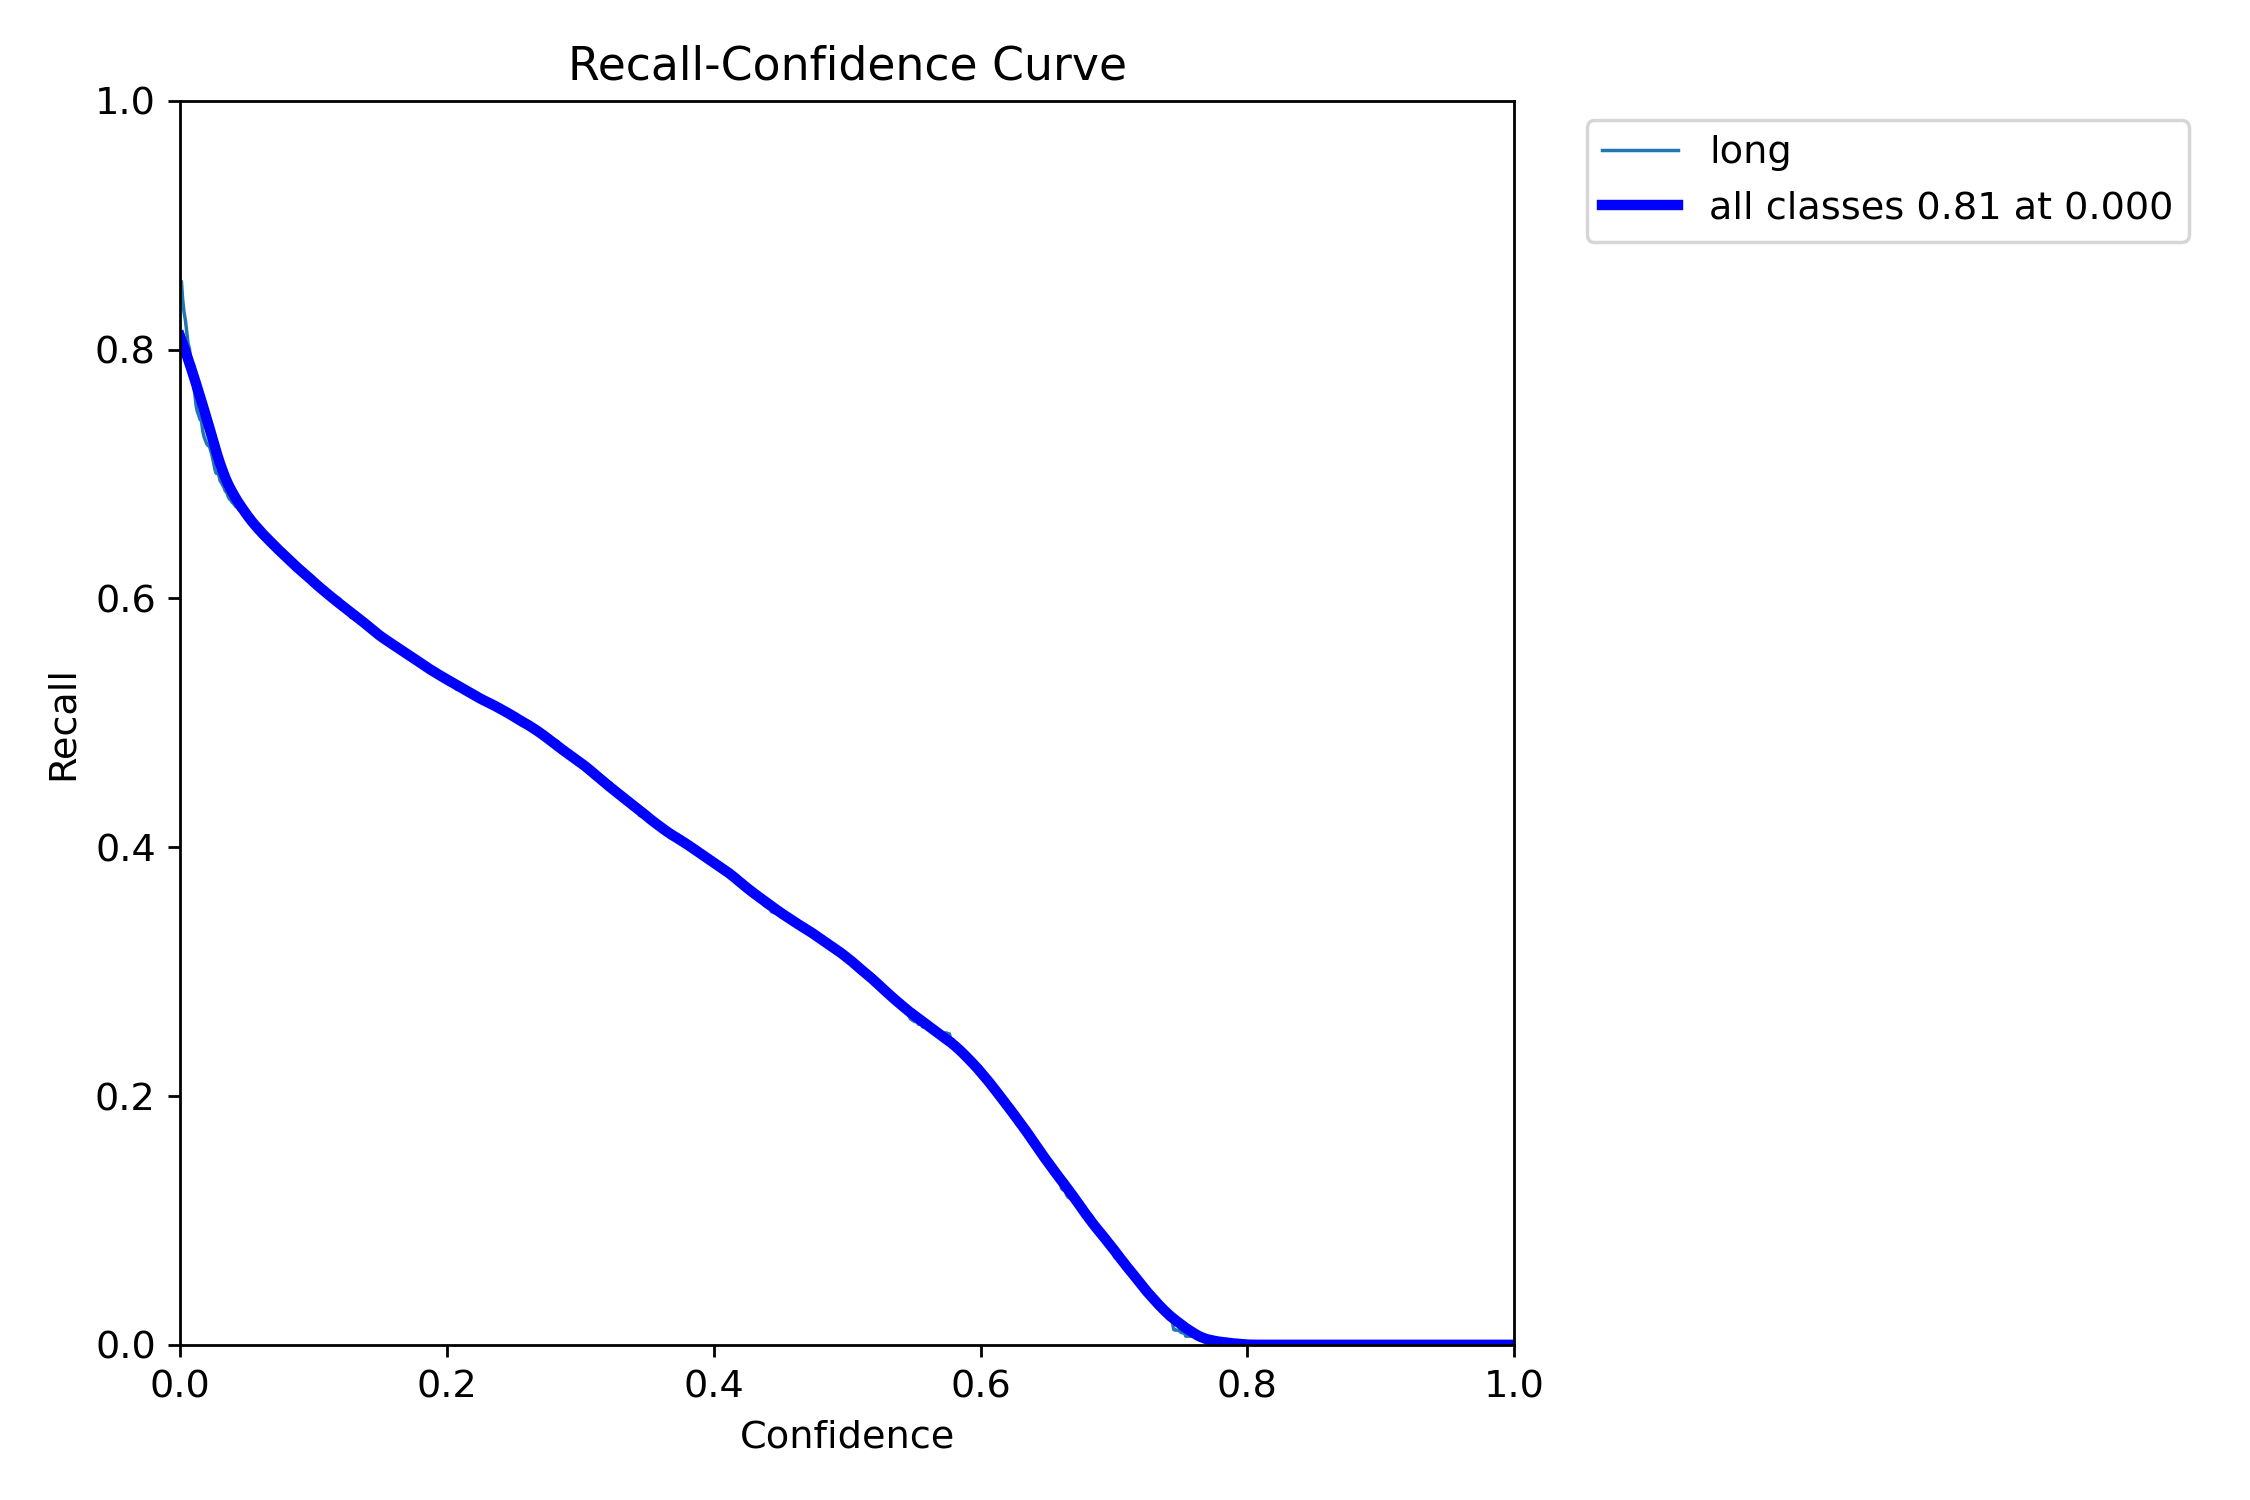 Recall-Confidence Curve
long
all classes 0.81 at 0.000
1.0
0.8
0.6
0.4
0.2
0.0
Recall
0.0 0.2 0.4 0.6 0.8 1.0
Confidence